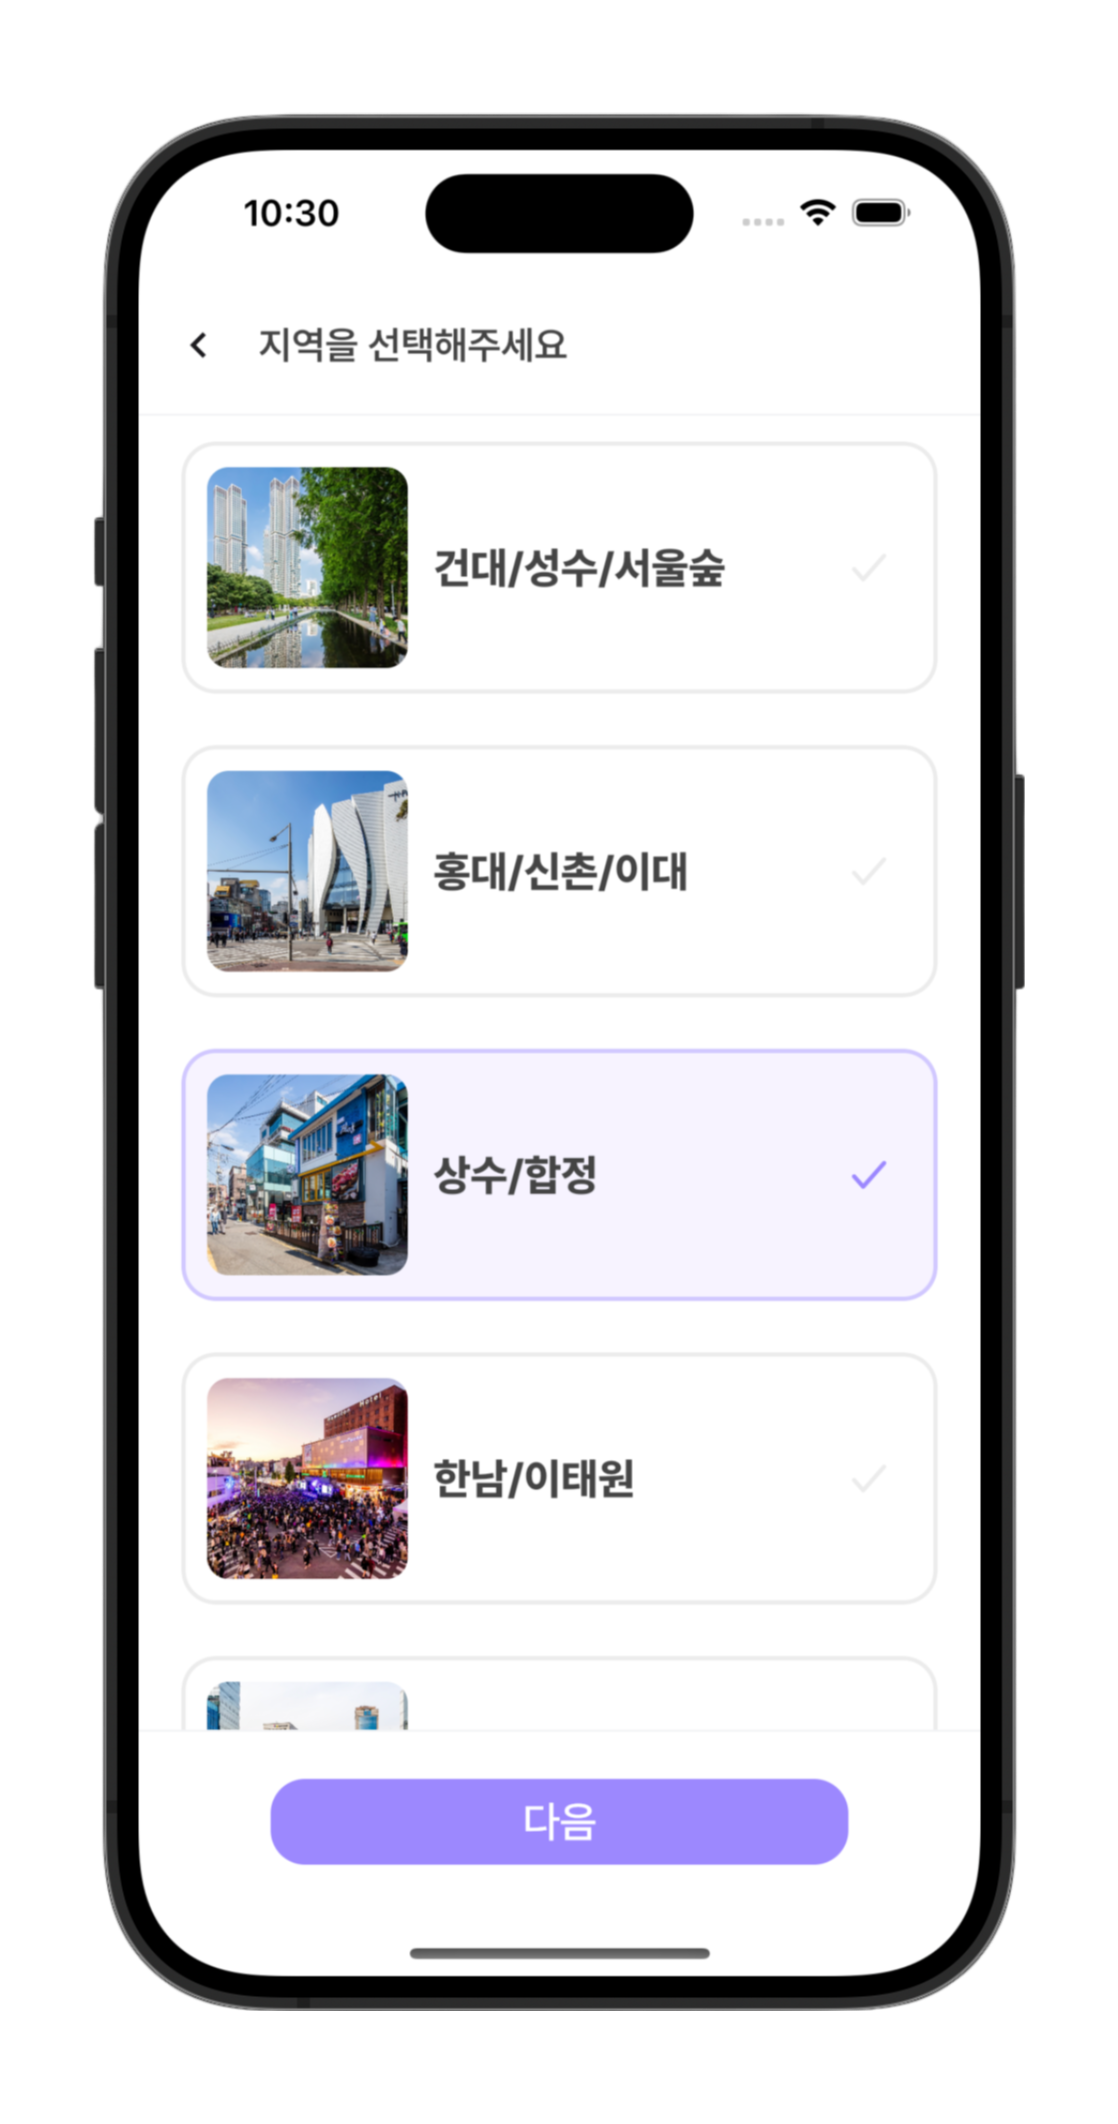 10:30
지역을 선택해주세요
건대/성수/서울숲
홍대/신촌/이대
상수/합정
한남/이태원
다음